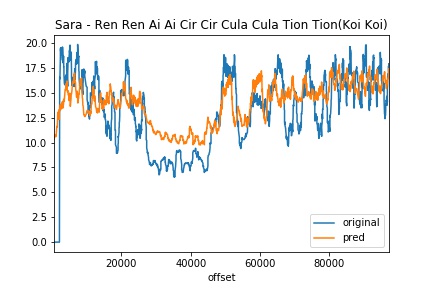 Sara - Ren Ren Ai Ai Cir Cir Cula Cula Tion Tion(Koi Koi)
20.0
17.5
15.0
12.5
10.0
7.5
5.0
2.5
0.0
original
pred
20000 40000 60000 80000
offset